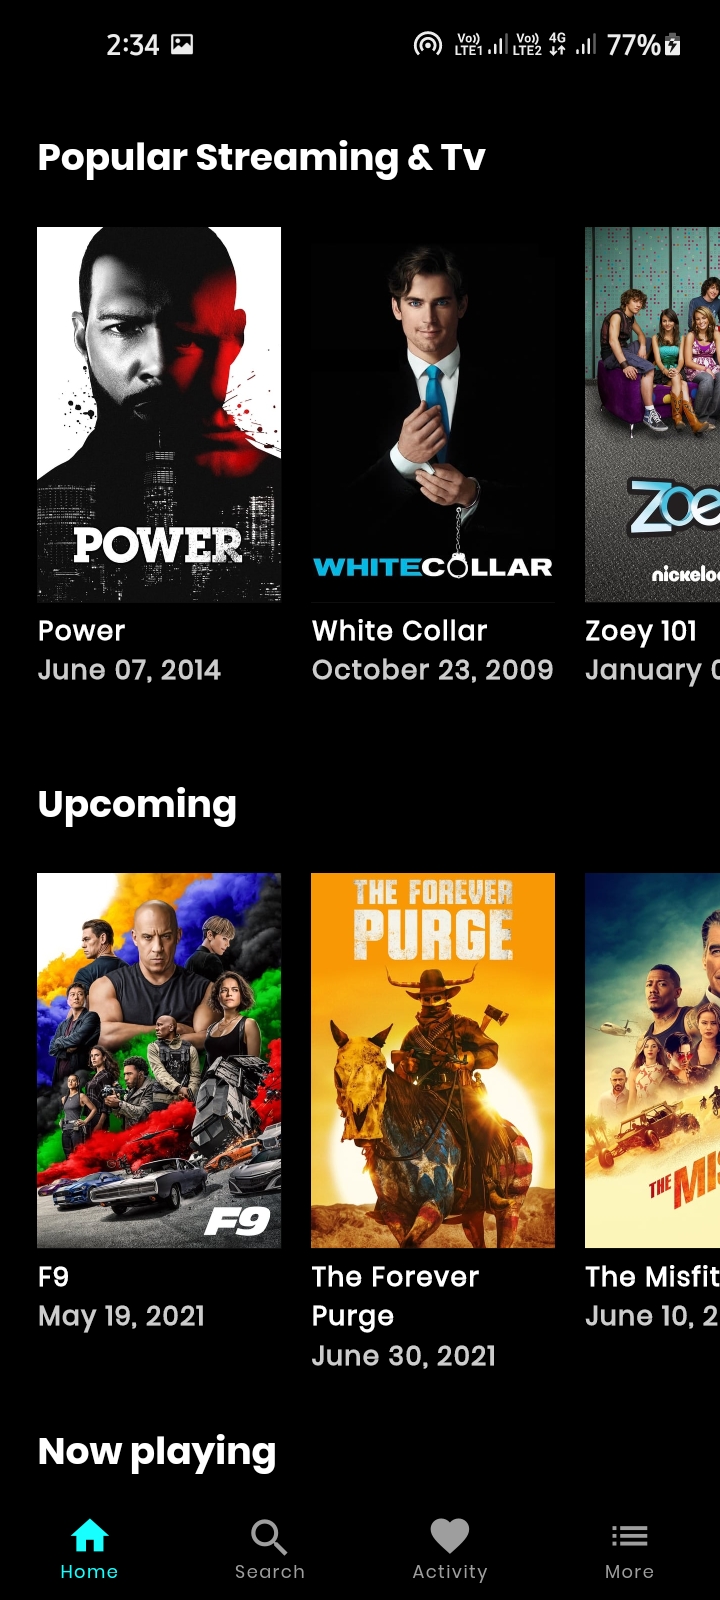 2:34
Vo)) LTE1 Vo)) LTE2 4G 77%
Popular Streaming & Tv
POWER
WHITECOLLAR
Zoe
nickelo
Power
White Collar
Zoey 101
June 07, 2014
October 23, 2009
January 0
Upcoming
THE FOREVER
PURGE
F9
THE MIS
F9
The Forever
Purge
The Misfit
May 19, 2021
June 30, 2021
June 10, 2
Now playing
Home
Search
Activity
More